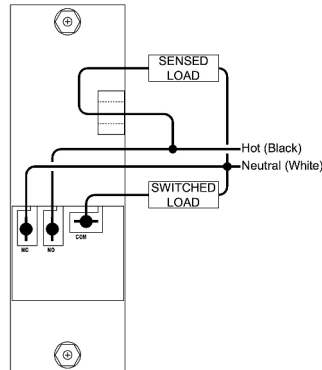 SENSED
LOAD
Hot (Black)
Neutral (White)
SWITCHED
LOAD
NC
NO
COM